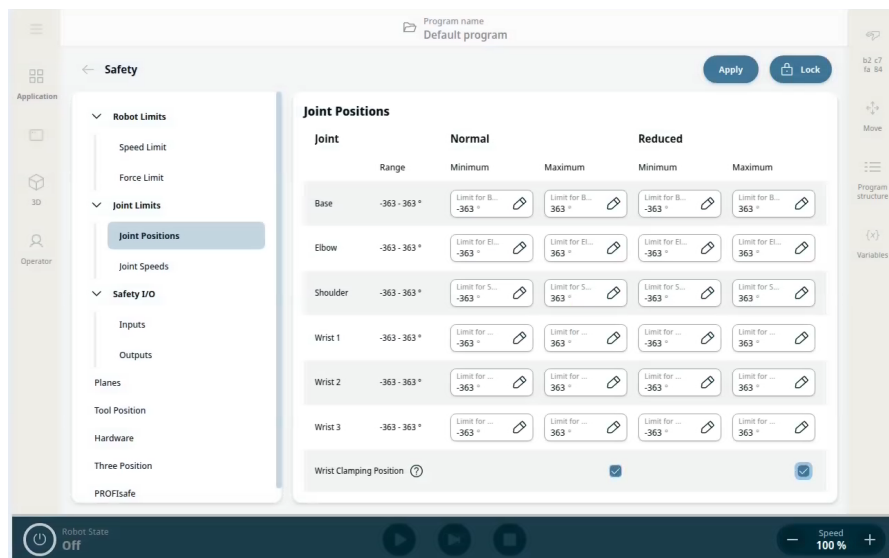 Program name
Default program
b2 c7
fa 84
Safety
Apply
Lock
Application
3D
Operator
Move
Program structure
{x}
Variables
Robot Limits
Speed Limit
Force Limit
Joint Limits
Joint Positions
Joint Speeds
Safety I/O
Inputs
Outputs
Planes
Tool Position
Hardware
Three Position
PROFIsafe
Joint Positions
Joint Normal Reduced
Range Minimum Maximum Minimum Maximum
Limit for B... Limit for B... Limit for B... Limit for B...
Base -363 - 363 ° -363 ° 363 ° -363 ° 363 °
Limit for El... Limit for El... Limit for El... Limit for El...
Elbow -363 - 363 ° -363 ° 363 ° -363 ° 363 °
Limit for S... Limit for S... Limit for S... Limit for S...
Shoulder -363 - 363 ° -363 ° 363 ° -363 ° 363 °
Limit for ... Limit for ... Limit for ... Limit for ...
Wrist 1 -363 - 363 ° -363 ° 363 ° -363 ° 363 °
Limit for ... Limit for ... Limit for ... Limit for ...
Wrist 2 -363 - 363 ° -363 ° 363 ° -363 ° 363 °
Limit for ... Limit for ... Limit for ... Limit for ...
Wrist 3 -363 - 363 ° -363 ° 363 ° -363 ° 363 °
Wrist Clamping Position ?
Robot State
Off
Speed
100 %